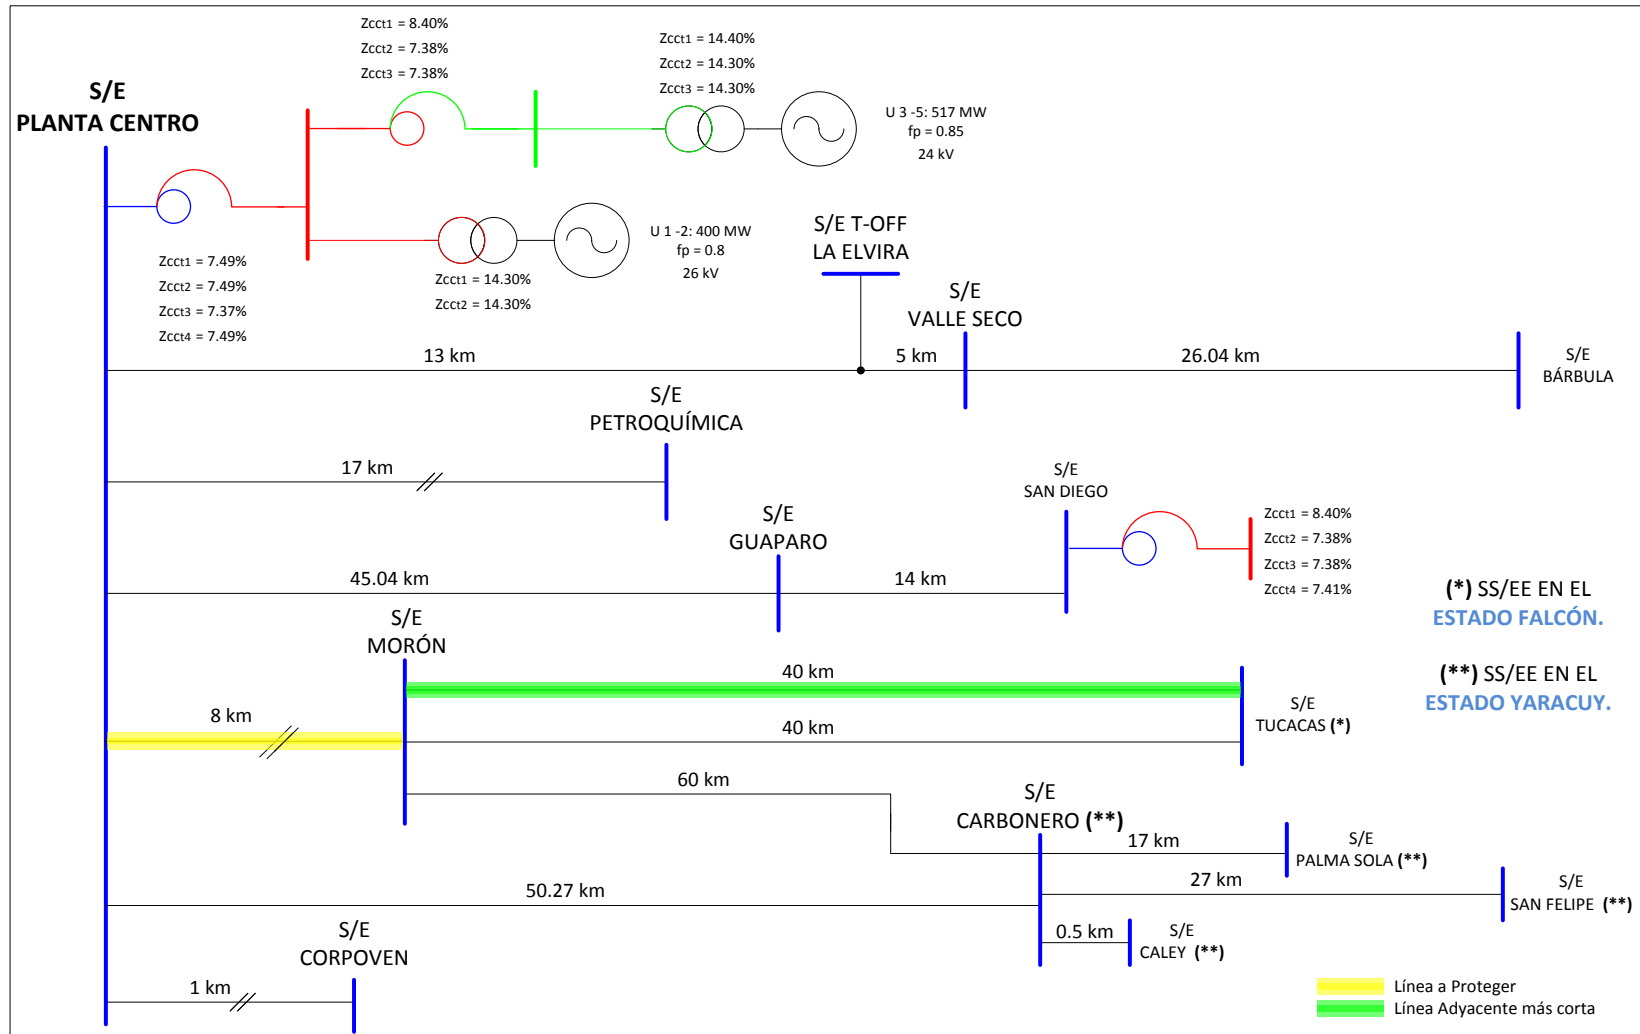 Zcct1 = 8.40%
Zcct2 = 7.38%
Zcct3 = 7.38%
Zcct1 = 14.40%
Zcct2 = 14.30%
Zcct3 = 14.30%
S/E
PLANTA CENTRO
U 3 -5: 517 MW
fp = 0.85
24 kV
U 1 -2: 400 MW
fp = 0.8
26 kV
Zcct1 = 7.49%
Zcct2 = 7.49%
Zcct3 = 7.37%
Zcct4 = 7.49%
Zcct1 = 14.30%
Zcct2 = 14.30%
S/E T-OFF
LA ELVIRA
S/E
VALLE SECO
13 km
5 km
26.04 km
S/E
BÁRBULA
S/E
PETROQUÍMICA
17 km
S/E
SAN DIEGO
S/E
GUAPARO
45.04 km
14 km
Zcct1 = 8.40%
Zcct2 = 7.38%
Zcct3 = 7.38%
Zcct4 = 7.41%
(*) SS/EE EN EL
ESTADO FALCÓN.
(**) SS/EE EN EL
ESTADO YARACUY.
S/E
MORÓN
40 km
8 km
40 km
S/E
TUCACAS (*)
60 km
S/E
CARBONERO (**)
17 km
S/E
PALMA SOLA (**)
27 km
S/E
SAN FELIPE (**)
50.27 km
0.5 km
S/E
CALEY (**)
S/E
CORPOVEN
1 km
Línea a Proteger
Línea Adyacente más corta